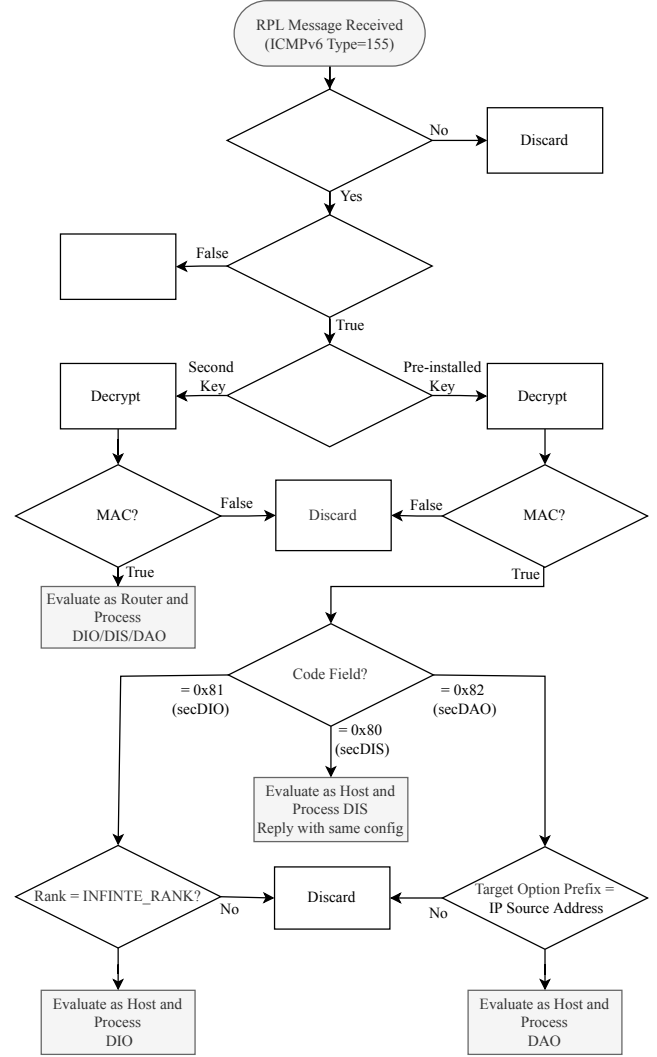 RPL Message Received
(ICMPv6 Type=155)
No
Discard
Yes
False
True
Second
Key
Pre-installed
Key
Decrypt
Decrypt
MAC?
False
Discard
False
MAC?
True
True
Evaluate as Router and
Process
DIO/DIS/DAO
Code Field?
= 0x81
(secDIO)
= 0x82
(secDAO)
= 0x80
(secDIS)
Evaluate as Host and
Process DIS
Reply with same config
Rank = INFINTE_RANK?
No
Discard
No
Target Option Prefix =
IP Source Address
Evaluate as Host and
Process
DIO
Evaluate as Host and
Process
DAO